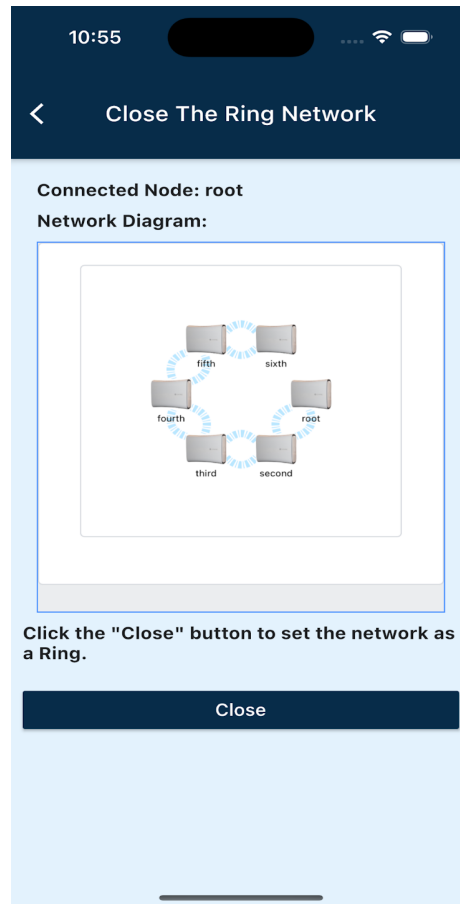 10:55
Close The Ring Network
Connected Node: root
Network Diagram:
fifth sixth
fourth root
third second
Click the "Close" button to set the network as
a Ring.
Close